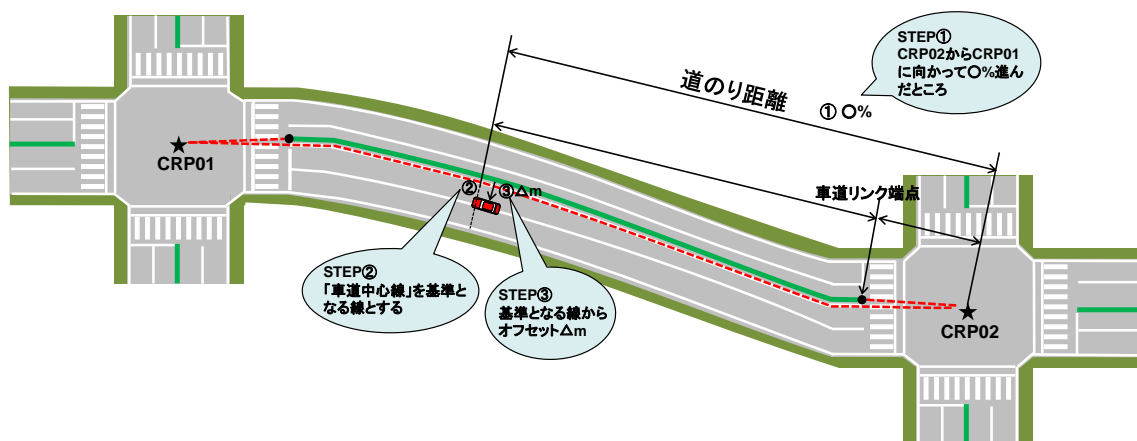 STEP①
CRP02からCRP01
に向かって○%進ん
だところ
道のり距離
① ○%
CRP01
車道リンク端点
②
③△m
STEP②
「車道中心線」を基準と
なる線とする
STEP③
基準となる線から
オフセット△m
CRP02